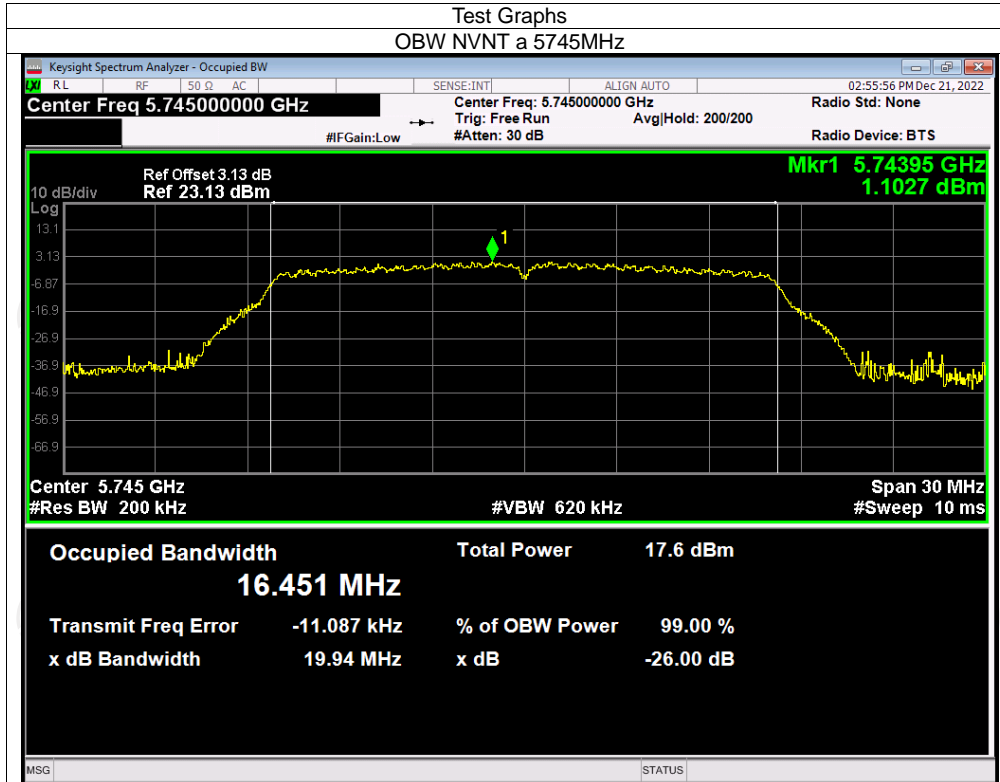 Test Graphs
OBW NVNT a 5745MHz
Keysight Spectrum Analyzer - Occupied BW
LXI RL RF 50 Ω AC SENSE:INT ALIGN AUTO 02:55:56 PM Dec 21, 2022
Center Freq 5.745000000 GHz
#IFGain:Low
Center Freq: 5.745000000 GHz
Trig: Free Run Avg|Hold: 200/200
#Atten: 30 dB
Radio Std: None
Radio Device: BTS
Mkr1 5.74395 GHz
1.1027 dBm
Ref Offset 3.13 dB
10 dB/div Ref 23.13 dBm
Log
13.1
3.13
-6.87
-16.9
-26.9
-36.9
-46.9
-56.9
-66.9
1
Center 5.745 GHz Span 30 MHz
#Res BW 200 kHz #VBW 620 kHz #Sweep 10 ms
Occupied Bandwidth Total Power 17.6 dBm
16.451 MHz
Transmit Freq Error -11.087 kHz % of OBW Power 99.00 %
x dB Bandwidth 19.94 MHz x dB -26.00 dB
MSG STATUS